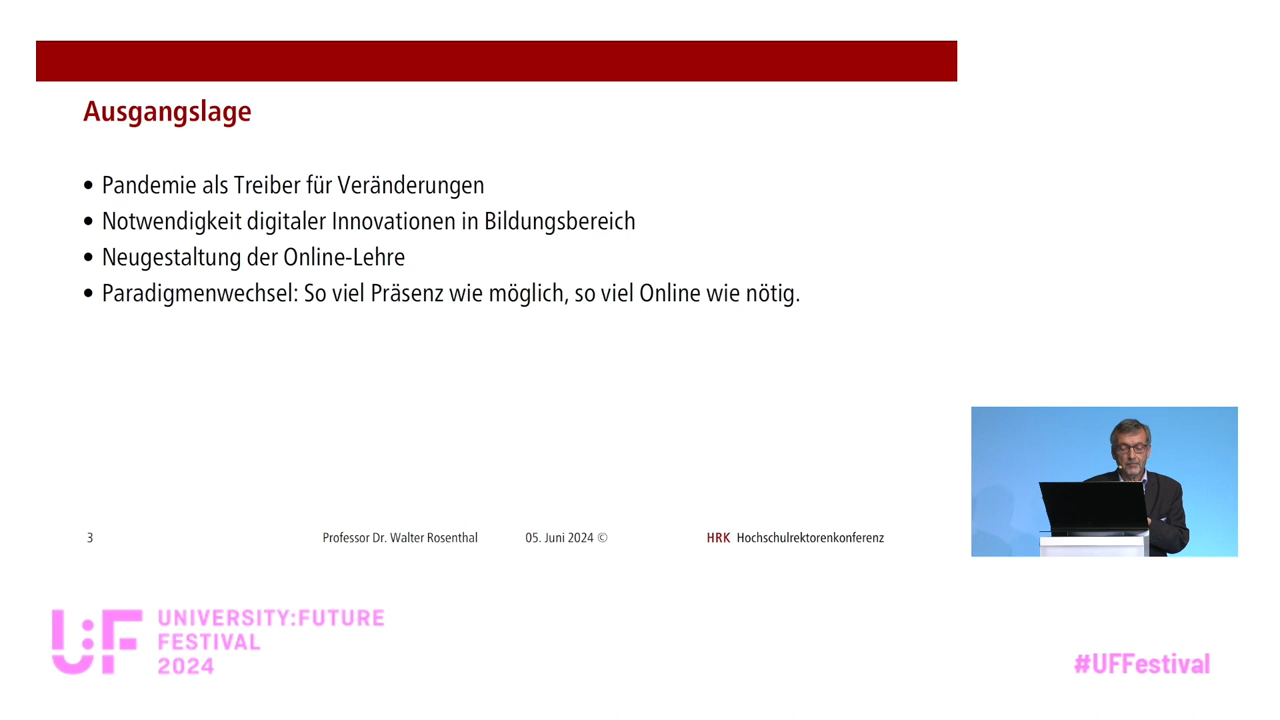 Ausgangslage
• Pandemie als Treiber für Veränderungen
• Notwendigkeit digitaler Innovationen in Bildungsbereich
• Neugestaltung der Online-Lehre
• Paradigmenwechsel: So viel Präsenz wie möglich, so viel Online wie nötig.
3 Professor Dr. Walter Rosenthal 05. Juni 2024 © HRK Hochschulrektorenkonferenz
U:F UNIVERSITY:FUTURE
FESTIVAL
2024
#UFFestival